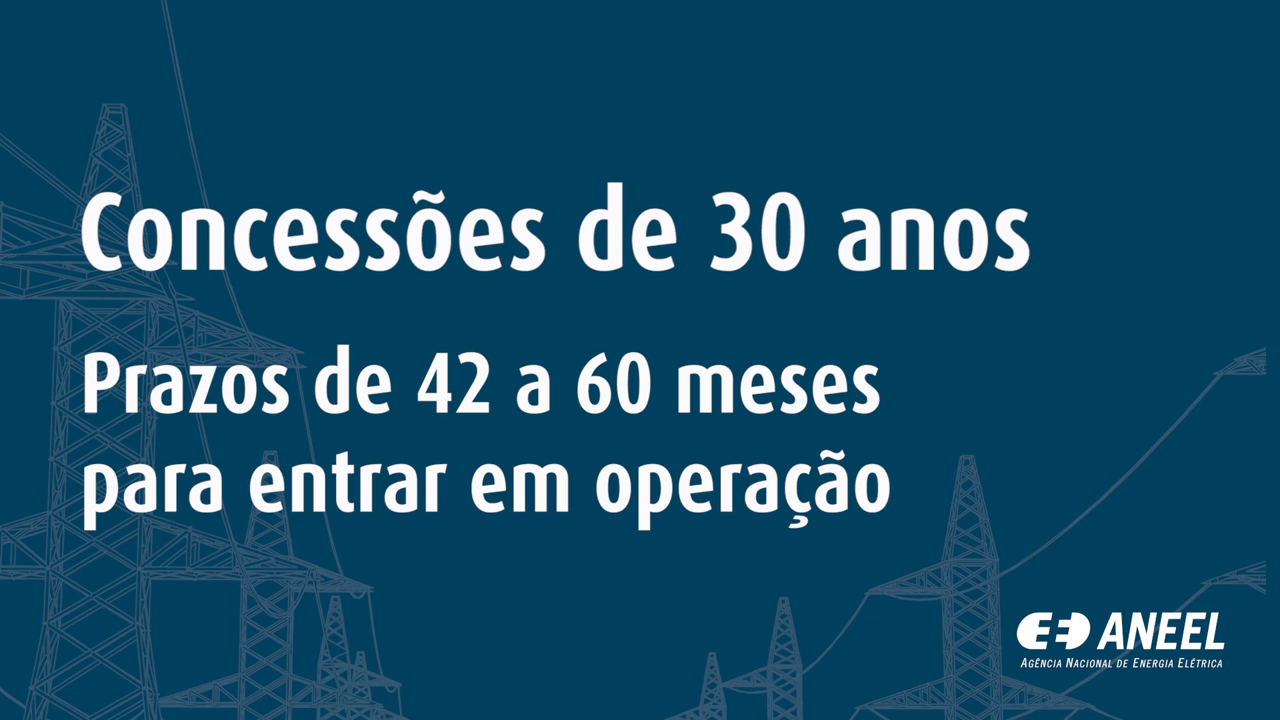 Concessões de 30 anos
Prazos de 42 a 60 meses
para entrar em operação
ANEEL
Agência Nacional de Energia Elétrica